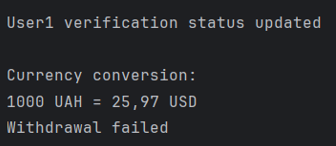 User1 verification status updated
Currency conversion:
1000 UAH = 25,97 USD
Withdrawal failed